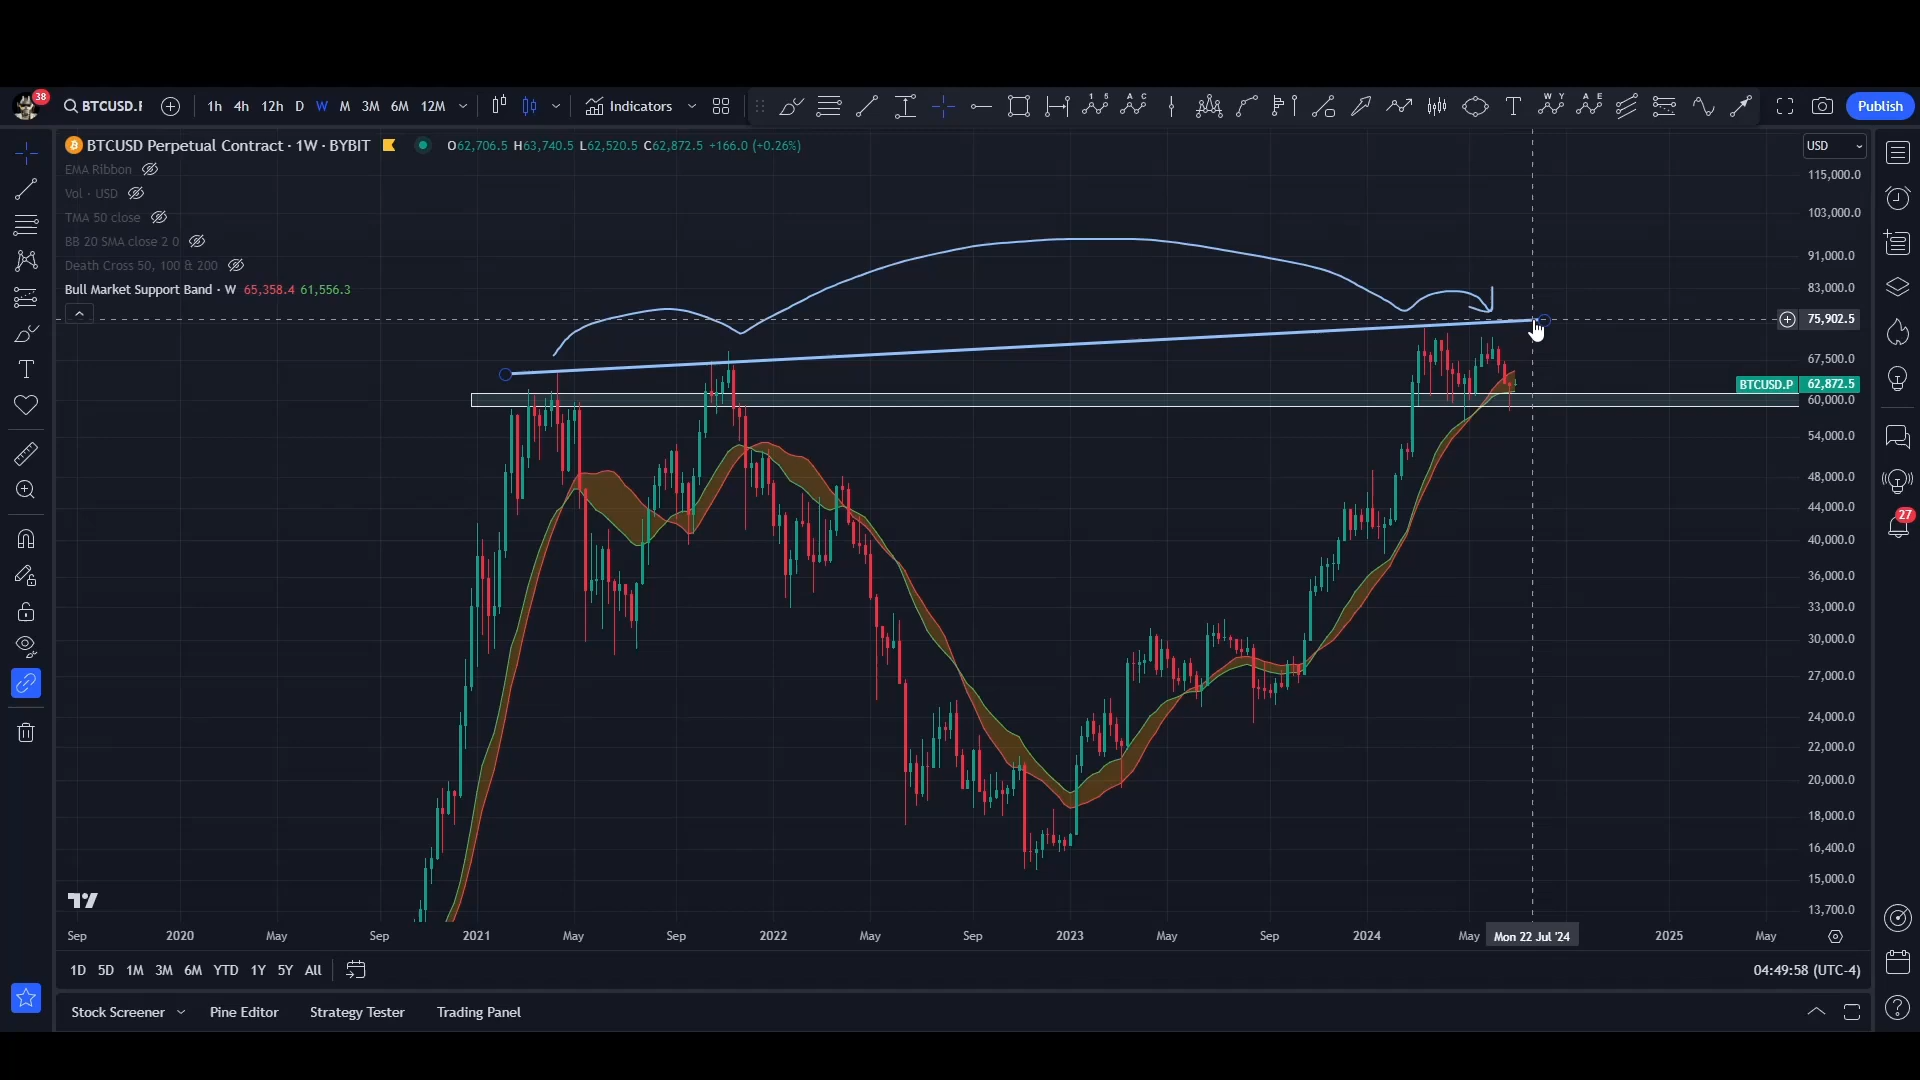 38
BTCUSD.P
1h 4h 12h D W M 3M 6M 12M
Indicators
1 5
A C
W Y
A E
Publish
BTCUSD Perpetual Contract · 1W · BYBIT
O62,706.5 H63,740.5 L62,520.5 C62,872.5 +166.0 (+0.26%)
USD
EMA Ribbon
Vol · USD
TMA 50 close
BB 20 SMA close 2 0
Death Cross 50, 100 & 200
Bull Market Support Band · W 65,358.4 61,556.3
115,000.0
103,000.0
91,000.0
83,000.0
75,902.5
67,500.0
BTCUSD.P 62,872.5
60,000.0
54,000.0
48,000.0
44,000.0
40,000.0
36,000.0
33,000.0
30,000.0
27,000.0
24,000.0
22,000.0
20,000.0
18,000.0
16,400.0
15,000.0
13,700.0
27
Sep 2020 May Sep 2021 May Sep 2022 May Sep 2023 May Sep 2024 May Mon 22 Jul '24 2025 May
1D 5D 1M 3M 6M YTD 1Y 5Y All
04:49:58 (UTC-4)
Stock Screener Pine Editor Strategy Tester Trading Panel